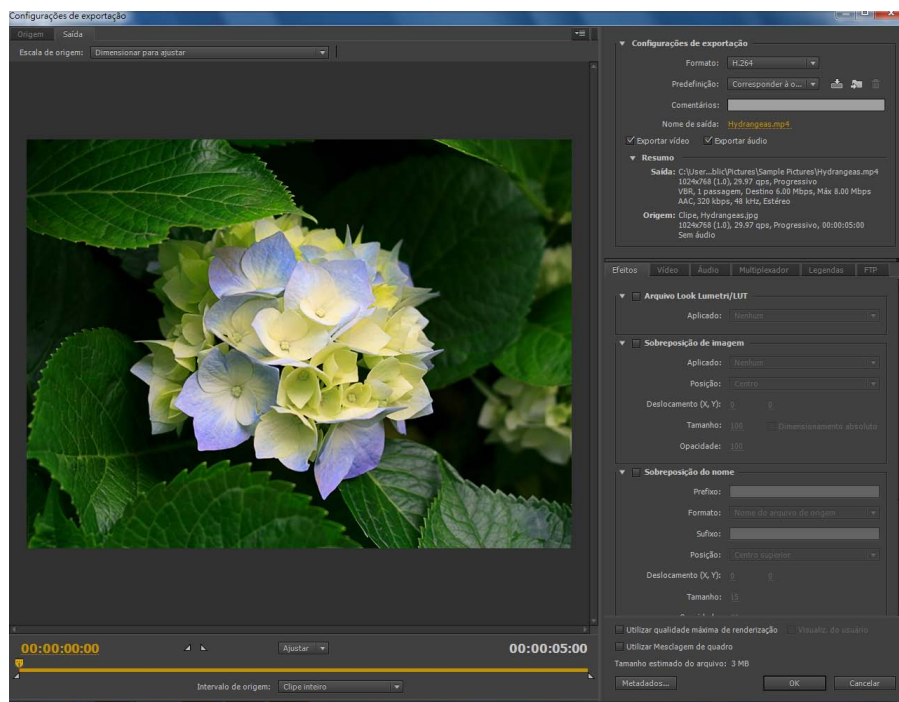 Configurações de exportação
Origem Saída
Escala de origem: Dimensionar para ajustar
00:00:00:00 Ajustar 00:00:05:00
Intervalo de origem: Clipe inteiro
Configurações de exportação
Formato: H.264
Predefinição: Corresponder à o...
Comentários:
Nome de saída: Hydrangeas.mp4
Exportar vídeo Exportar áudio
Resumo
Saída: C:\User...blic\Pictures\Sample Pictures\Hydrangeas.mp4
1024x768 (1.0), 29.97 qps, Progressivo
VBR, 1 passagem, Destino 6.00 Mbps, Máx 8.00 Mbps
AAC, 320 kbps, 48 kHz, Estéreo
Origem: Clipe, Hydrangeas.jpg
1024x768 (1.0), 29.97 qps, Progressivo, 00:00:05:00
Sem áudio
Efeitos Vídeo Áudio Multiplexador Legendas FTP
Arquivo Look Lumetri/LUT
Aplicado: Nenhum
Sobreposição de imagem
Aplicado: Nenhum
Posição: Centro
Deslocamento (X, Y): 0 0
Tamanho: 100 Dimensionamento absoluto
Opacidade: 100
Sobreposição do nome
Prefixo:
Formato: Nome do arquivo de origem
Sufixo:
Posição: Centro superior
Deslocamento (X, Y): 0 0
Tamanho: 15
Utilizar qualidade máxima de renderização Visualiz. do usuário
Utilizar Mesclagem de quadro
Tamanho estimado do arquivo: 3 MB
Metadados... OK Cancelar